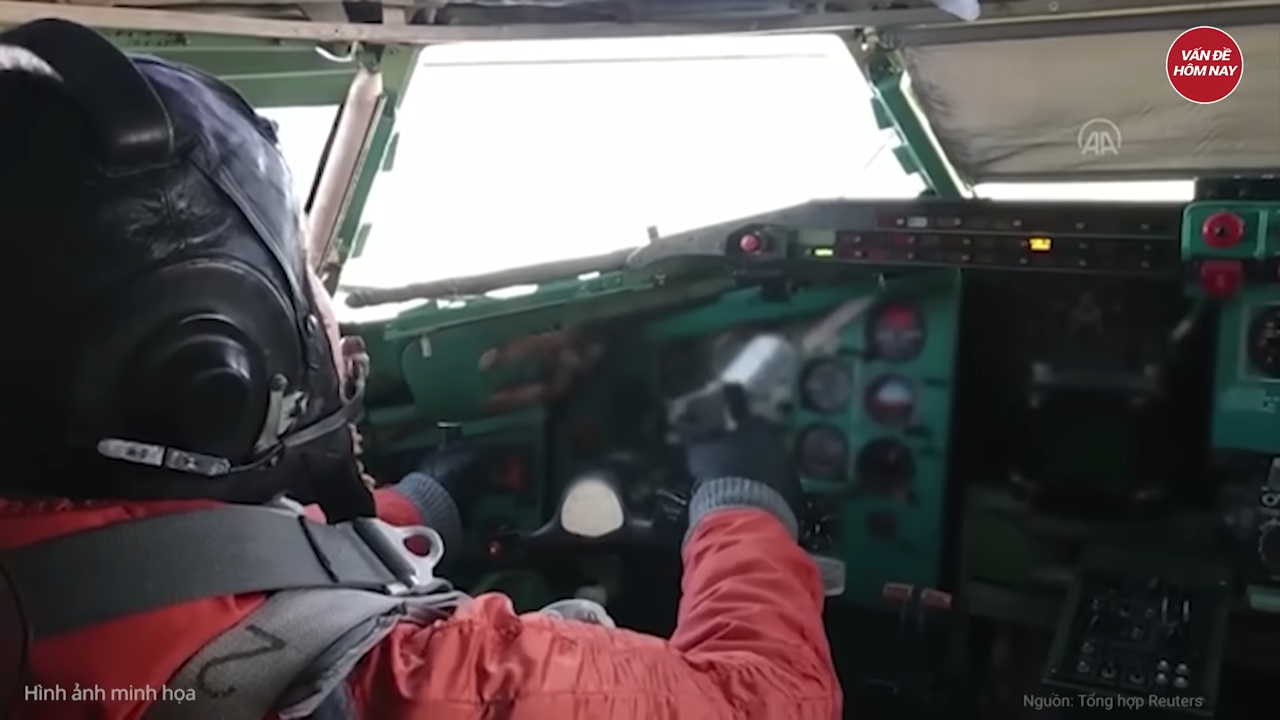 VẤN ĐỀ
HÔM NAY
AA
Hình ảnh minh họa
Nguồn: Tổng hợp Reuters